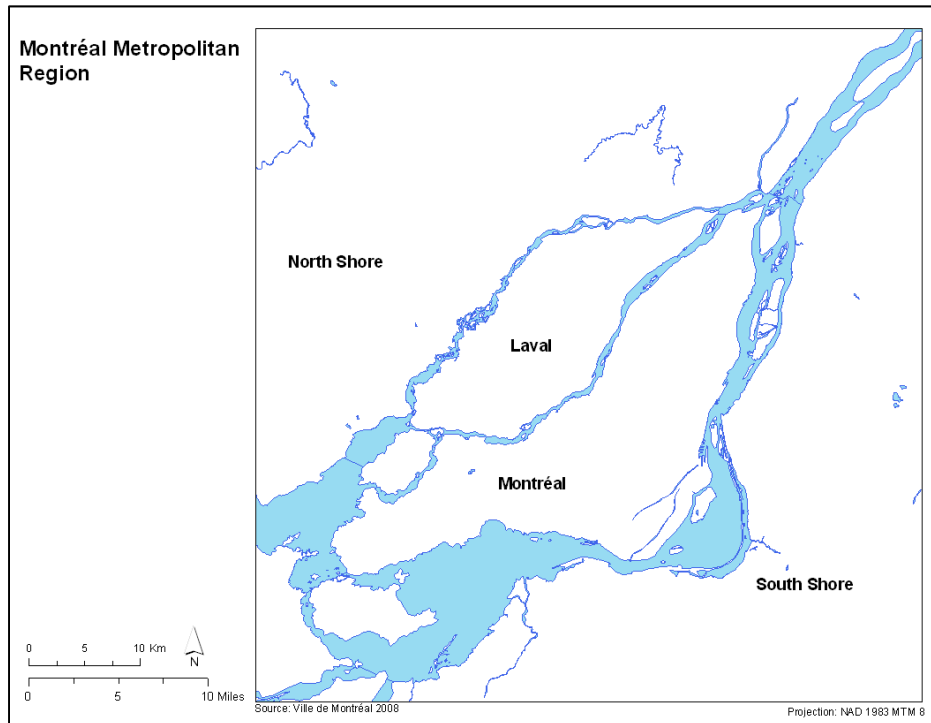 Montréal Metropolitan
Region
North Shore
Laval
Montréal
South Shore
0 5 10 Km
N
0 5 10 Miles
Source: Ville de Montréal 2008
Projection: NAD 1983 MTM 8